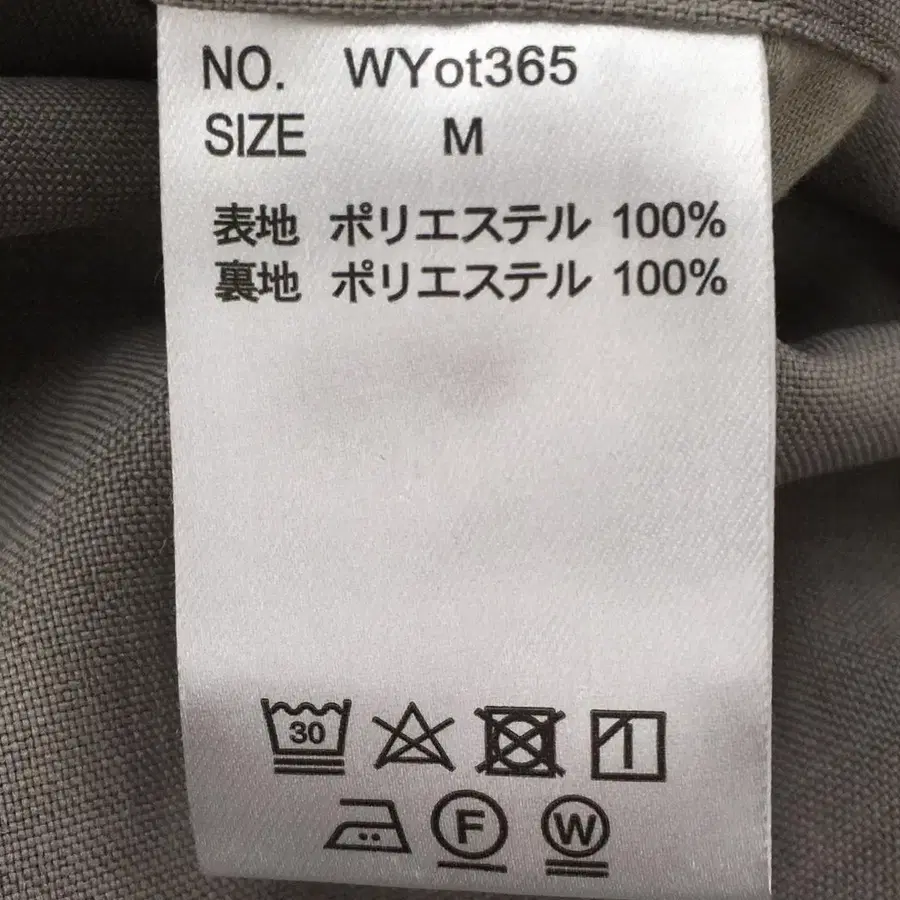 NO. WYot365
SIZE M
表地 ポリエステル 100%
裏地 ポリエステル 100%
30
F W